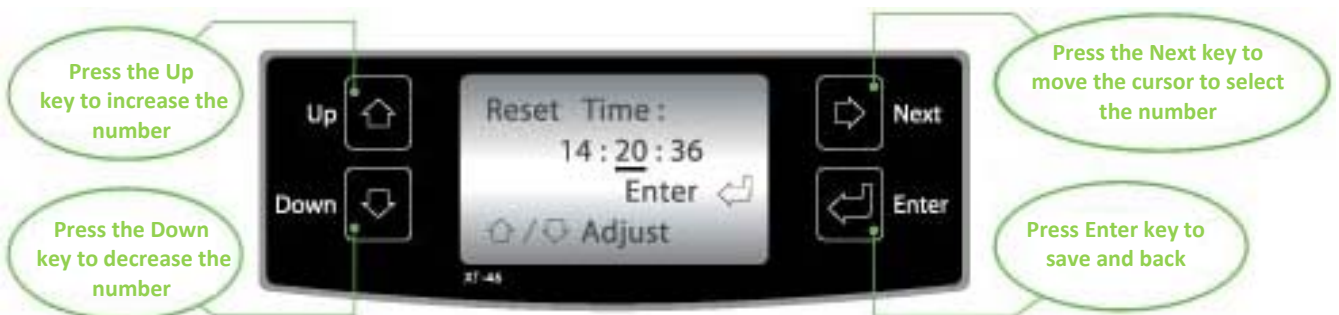 Press the Up
key to increase the
number
Press the Down
key to decrease the
number
Up
Down
Reset Time :
14 : 20 : 36
Enter
/ Adjust
XT-46
Next
Enter
Press the Next key to
move the cursor to select
the number
Press Enter key to
save and back